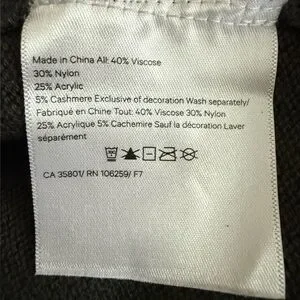 Made in China All: 40% Viscose
30% Nylon
25% Acrylic
5% Cashmere Exclusive of decoration Wash separately/
Fabriqué en Chine Tout: 40% Viscose 30% Nylon
25% Acrylique 5% Cachemire Sauf la décoration Laver
séparément
CA 35801/ RN 106259/ F7